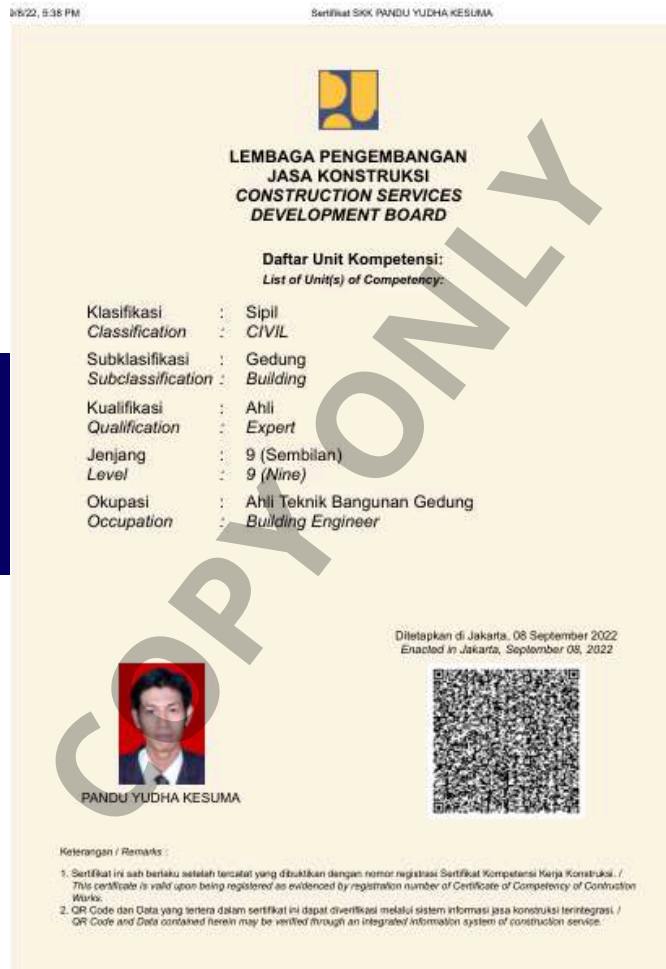 9/8/22, 5:38 PM
Sertifikat SKK PANDU YUDHA KESUMA
LEMBAGA PENGEMBANGAN
JASA KONSTRUKSI
CONSTRUCTION SERVICES
DEVELOPMENT BOARD
Daftar Unit Kompetensi:
List of Unit(s) of Competency:
Klasifikasi : Sipil
Classification : CIVIL
Subklasifikasi : Gedung
Subclassification : Building
Kualifikasi : Ahli
Qualification : Expert
Jenjang : 9 (Sembilan)
Level : 9 (Nine)
Okupasi : Ahli Teknik Bangunan Gedung
Occupation : Building Engineer
COPY ONLY
Ditetapkan di Jakarta, 08 September 2022
Enacted in Jakarta, September 08, 2022
PANDU YUDHA KESUMA
Keterangan / Remarks :
1. Sertifikat ini sah berlaku setelah tercatat yang dibuktikan dengan nomor registrasi Sertifikat Kompetensi Kerja Konstruksi. /
This certificate is valid upon being registered as evidenced by registration number of Certificate of Competency of Contruction
Works.
2. QR Code dan Data yang tertera dalam sertifikat ini dapat diverifikasi melalui sistem informasi jasa konstruksi terintegrasi. /
QR Code and Data contained herein may be verified through an integrated information system of construction service.